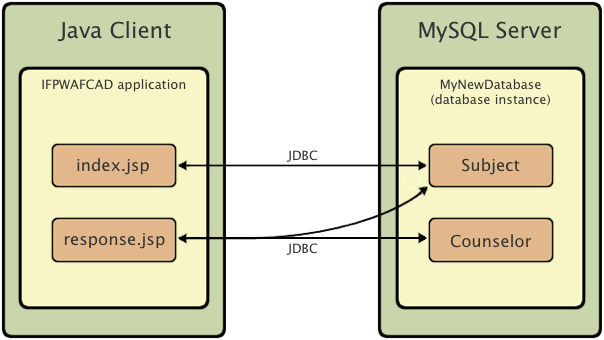 Java Client
IFPWAFCAD application
index.jsp
response.jsp
JDBC
JDBC
MySQL Server
MyNewDatabase
(database instance)
Subject
Counselor